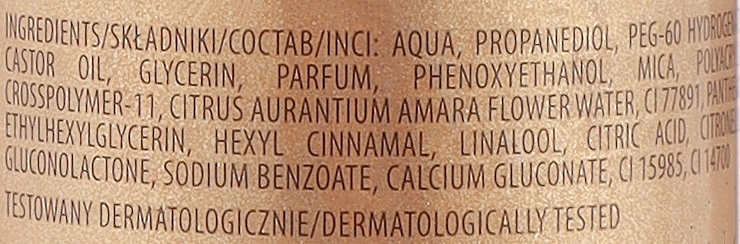 INGREDIENTS/SKŁADNIKI/COCTAB/INCI: AQUA, PROPANEDIOL, PEG-60
CASTOR OIL, GLYCERIN, PARFUM, PHENOXYETHANOL, MICA,
CROSSPOLYMER-11, CITRUS AURANTIUM AMARA FLOWER WATER, CI 77891,
ETHYLHEXYLGLYCERIN, HEXYL CINNAMAL, LINALOOL, CITRIC ACID,
GLUCONOLACTONE, SODIUM BENZOATE, CALCIUM GLUCONATE, CI 15985, CI 14700
TESTOWANY DERMATOLOGICZNIE/DERMATOLOGICALLY TESTED